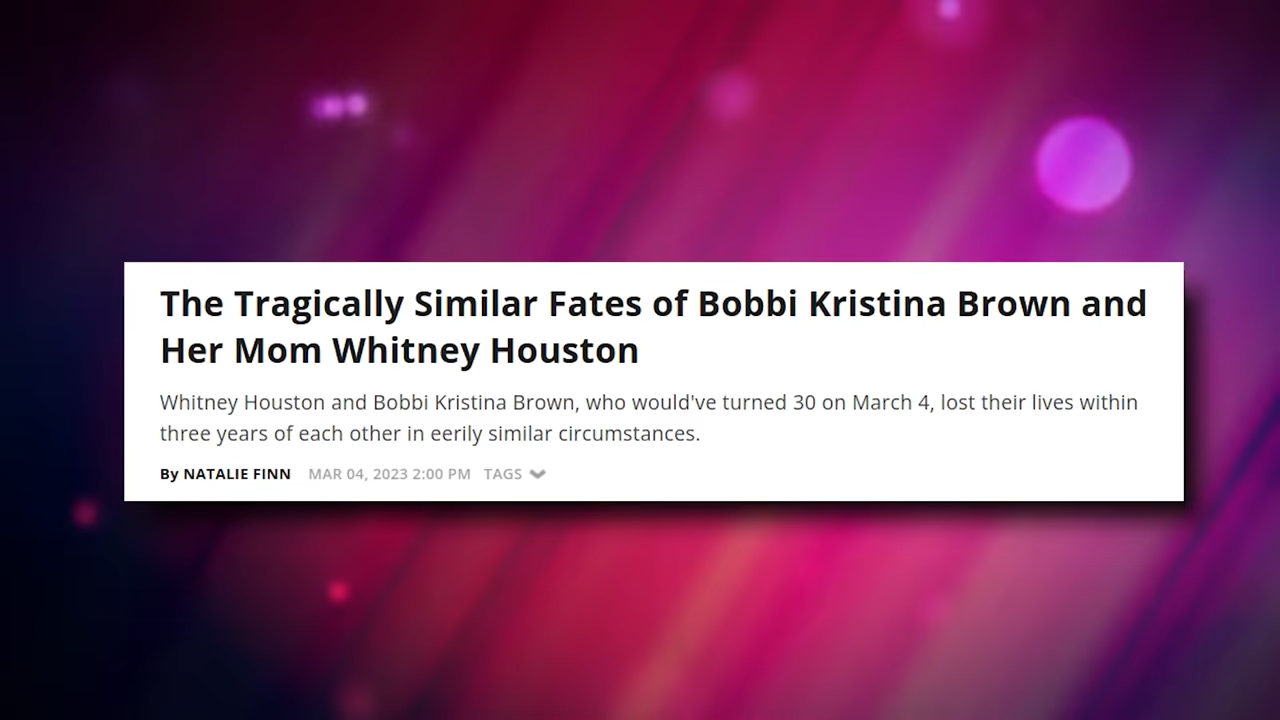 The Tragically Similar Fates of Bobbi Kristina Brown and
Her Mom Whitney Houston
Whitney Houston and Bobbi Kristina Brown, who would've turned 30 on March 4, lost their lives within
three years of each other in eerily similar circumstances.
By NATALIE FINN MAR 04, 2023 2:00 PM TAGS